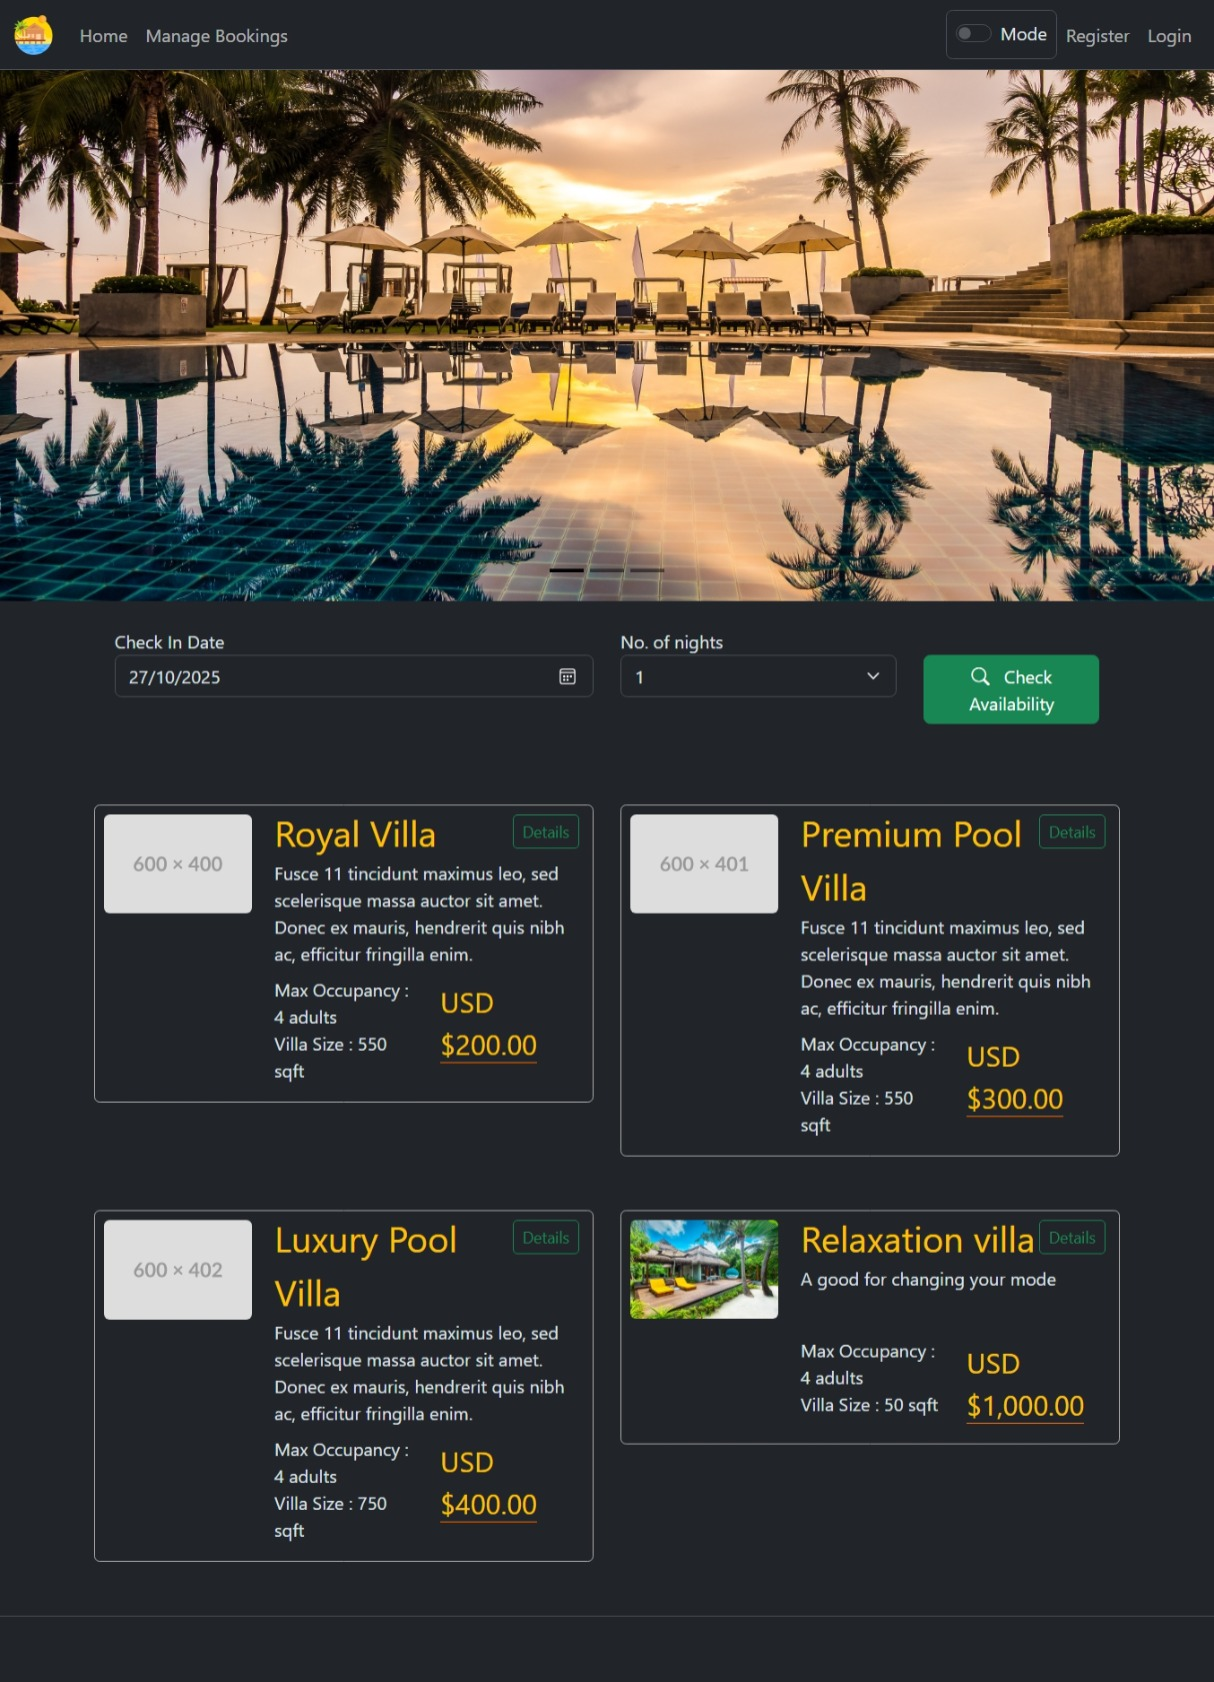 Home
Manage Bookings
Mode
Register
Login
Check In Date
27/10/2025
No. of nights
1
Check
Availability
600 × 400
Royal Villa
Details
Fusce 11 tincidunt maximus leo, sed
scelerisque massa auctor sit amet.
Donec ex mauris, hendrerit quis nibh
ac, efficitur fringilla enim.
Max Occupancy :
4 adults
Villa Size : 550
sqft
USD
$200.00
600 × 401
Premium Pool
Villa
Details
Fusce 11 tincidunt maximus leo, sed
scelerisque massa auctor sit amet.
Donec ex mauris, hendrerit quis nibh
ac, efficitur fringilla enim.
Max Occupancy :
4 adults
Villa Size : 550
sqft
USD
$300.00
600 × 402
Luxury Pool
Villa
Details
Fusce 11 tincidunt maximus leo, sed
scelerisque massa auctor sit amet.
Donec ex mauris, hendrerit quis nibh
ac, efficitur fringilla enim.
Max Occupancy :
4 adults
Villa Size : 750
sqft
USD
$400.00
Relaxation villa
Details
A good for changing your mode
Max Occupancy :
4 adults
Villa Size : 50 sqft
USD
$1,000.00